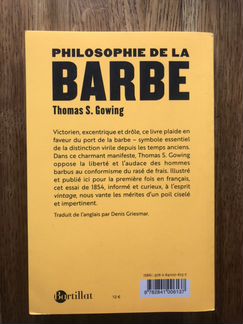 PHILOSOPHIE DE LA
BARBE
Thomas S. Gowing
Victorien, excentrique et drôle, ce livre plaide en
faveur du port de la barbe – symbole essentiel
de la distinction virile depuis les temps anciens.
Dans ce charmant manifeste, Thomas S. Gowing
oppose la liberté et l'audace des hommes
barbus au conformisme du rasé de frais. Illustré
et publié ici pour la première fois en français,
cet essai de 1854, informé et curieux, à l'esprit
vintage, nous vante les mérites d'un poil ciselé
et impertinent.
Traduit de l'anglais par Denis Griesmar.
9 782841 006137
Bartillat
12 €